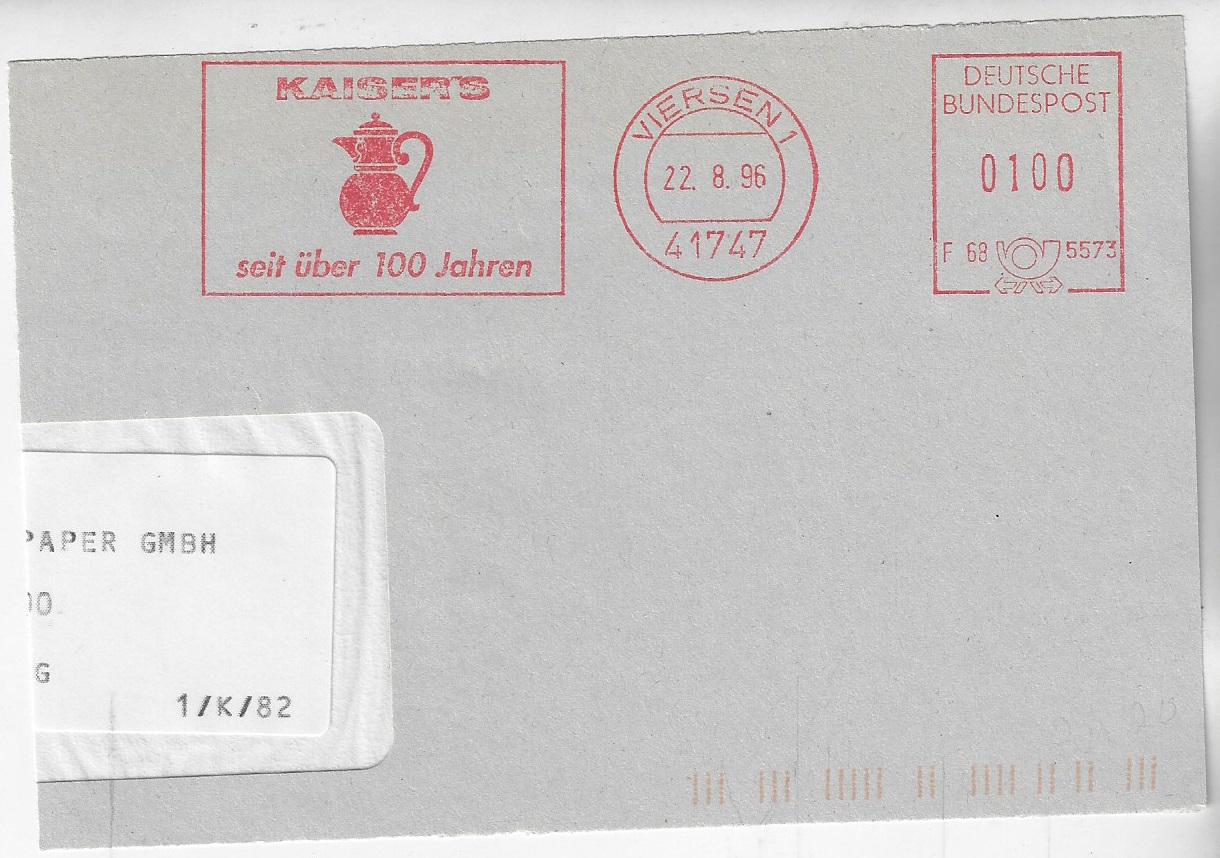 KAISER'S
seit über 100 Jahren
VIERSEN 1
22. 8. 96
41747
DEUTSCHE
BUNDESPOST
0100
F 68 5573
PAPER GMBH
00
G
1/K/82